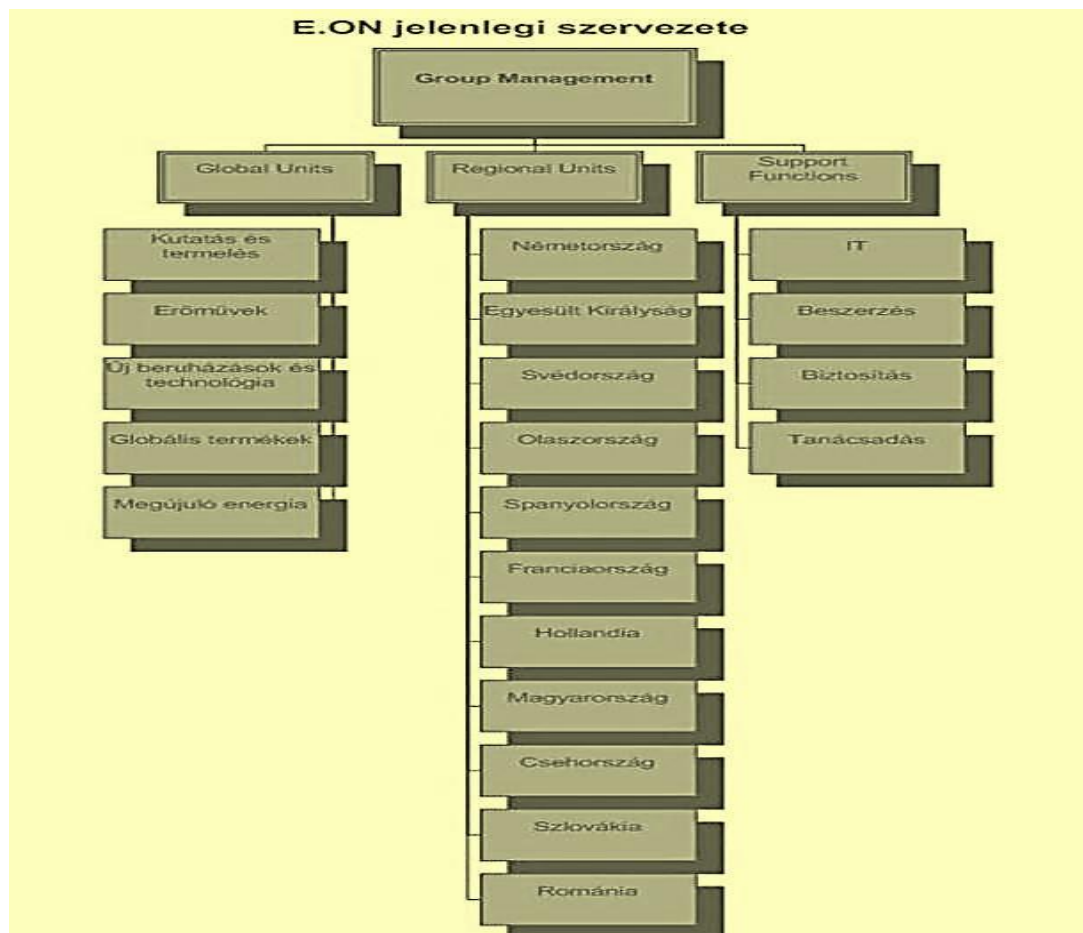 E.ON jelenlegi szervezete
Group Management
Global Units
Regional Units
Support
Functions
Kutatás és
termelés
Erőművek
Új beruházások és
technológia
Globális termékek
Megújuló energia
Németország
Egyesült Királyság
Svédország
Olaszország
Spanyolország
Franciaország
Hollandia
Magyarország
Csehország
Szlovákia
Románia
IT
Beszerzés
Biztosítás
Tanácsadás